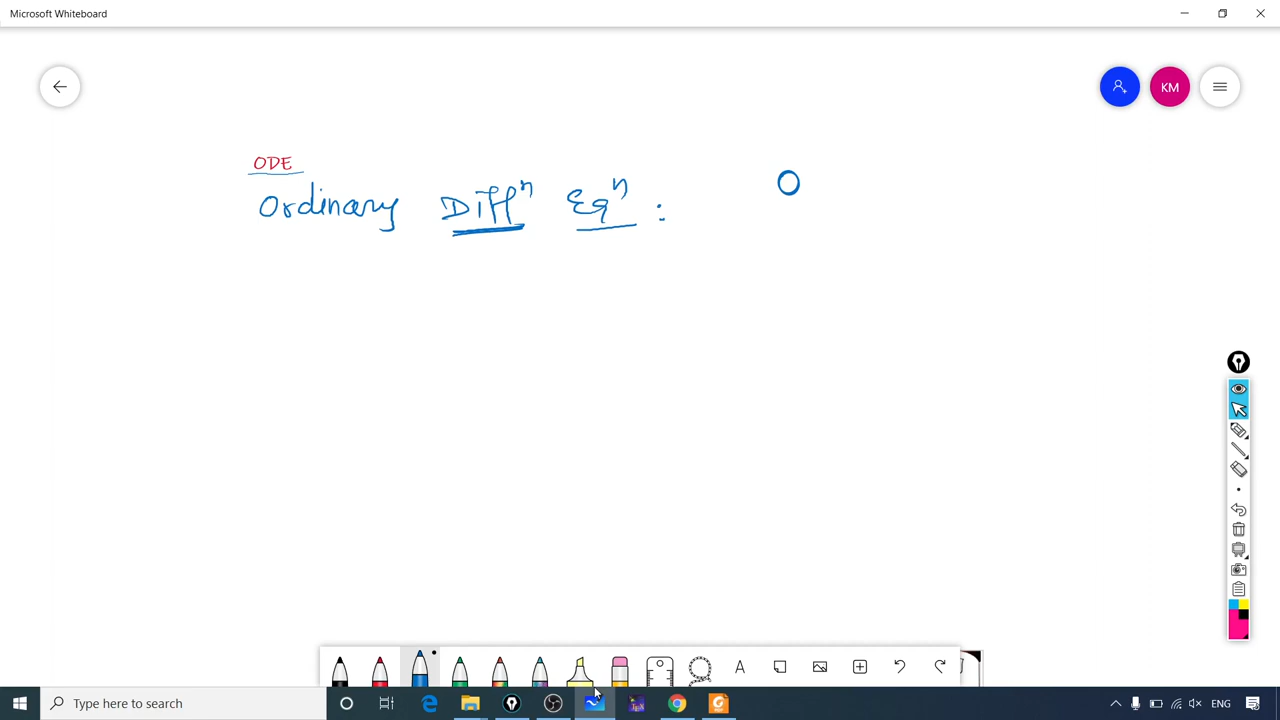 Microsoft Whiteboard
KM
ODE
Ordinary Diffⁿ Eqⁿ : O
A
Type here to search
ENG